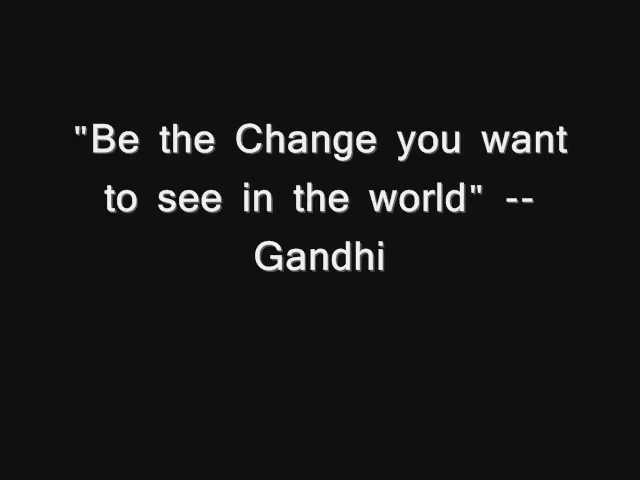 "Be the Change you want
to see in the world" --
Gandhi